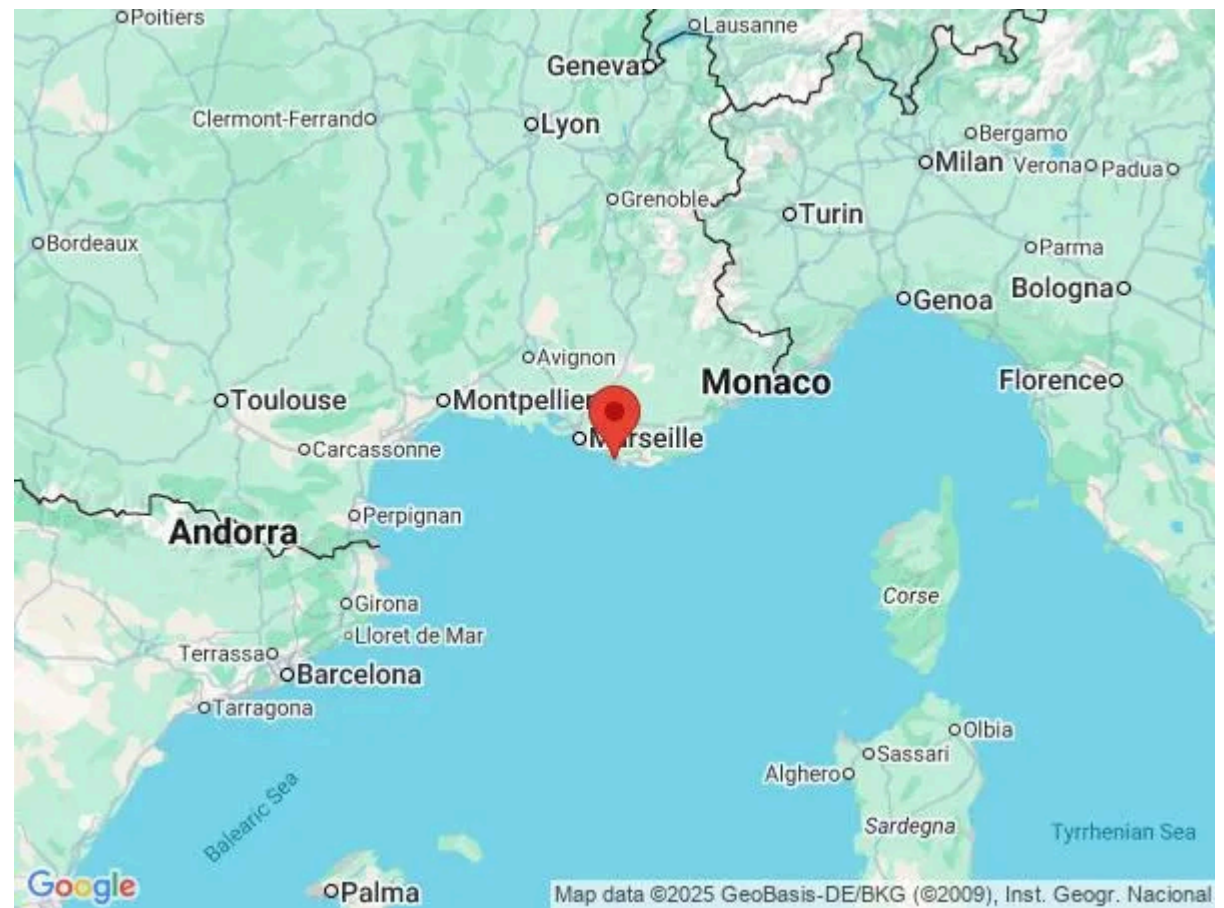 Poitiers
Lausanne
Geneva
Clermont-Ferrand
Lyon
Bergamo
Milan
Verona
Padua
Grenoble
Turin
Bordeaux
Parma
Genoa
Bologna
Avignon
Monaco
Florence
Toulouse
Montpellier
Marseille
Carcassonne
Perpignan
Andorra
Corse
Girona
Lloret de Mar
Terrassa
Barcelona
Tarragona
Olbia
Sassari
Alghero
Balearic Sea
Sardegna
Tyrrhenian Sea
Google
Palma
Map data ©2025 GeoBasis-DE/BKG (©2009), Inst. Geogr. Nacional